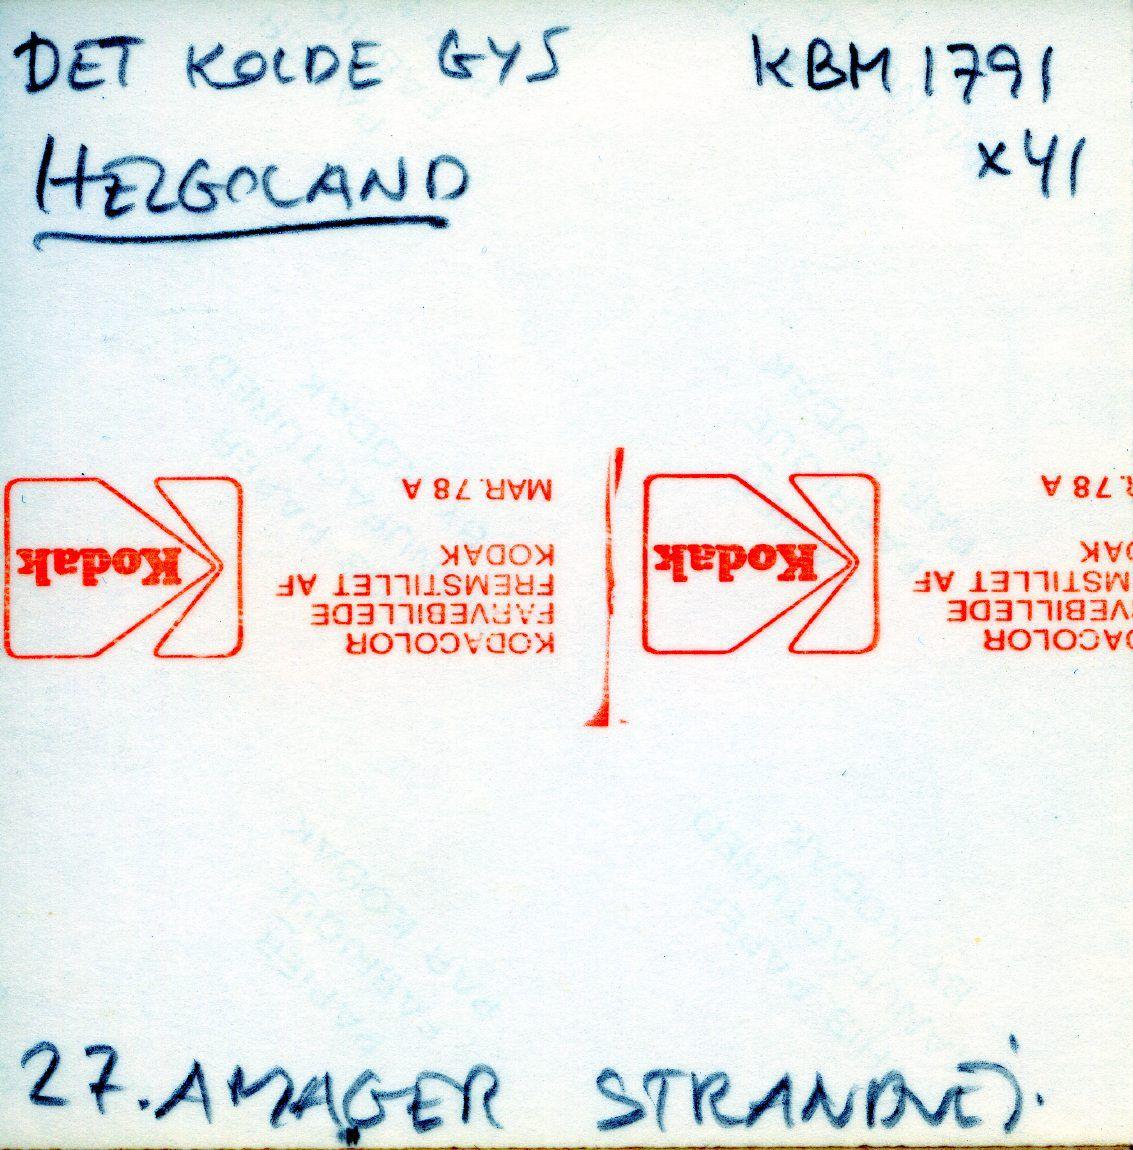 DET KOLDE GYS
KBM 1791
x41
HELGOLAND
MAR. 78 A
KODAK
FREMSTILLET AF
FARVEBILLEDE
KODACOLOR
Kodak
R. 78 A
DAK
MSTILLET AF
VEBILLEDE
DACOLOR
Kodak
27. AMAGER STRANDVEJ.